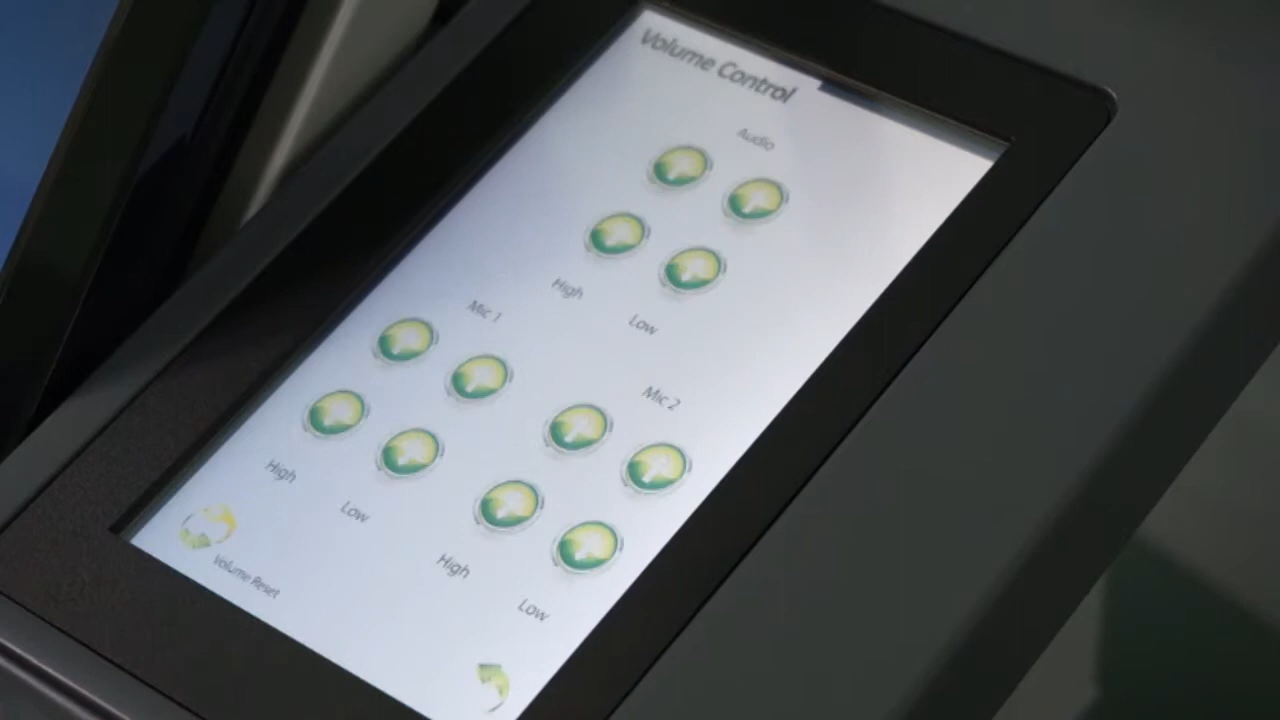 Volume Control
Audio
High
Low
Mic 1
Mic 2
High
Low
High
Low
Volume Reset